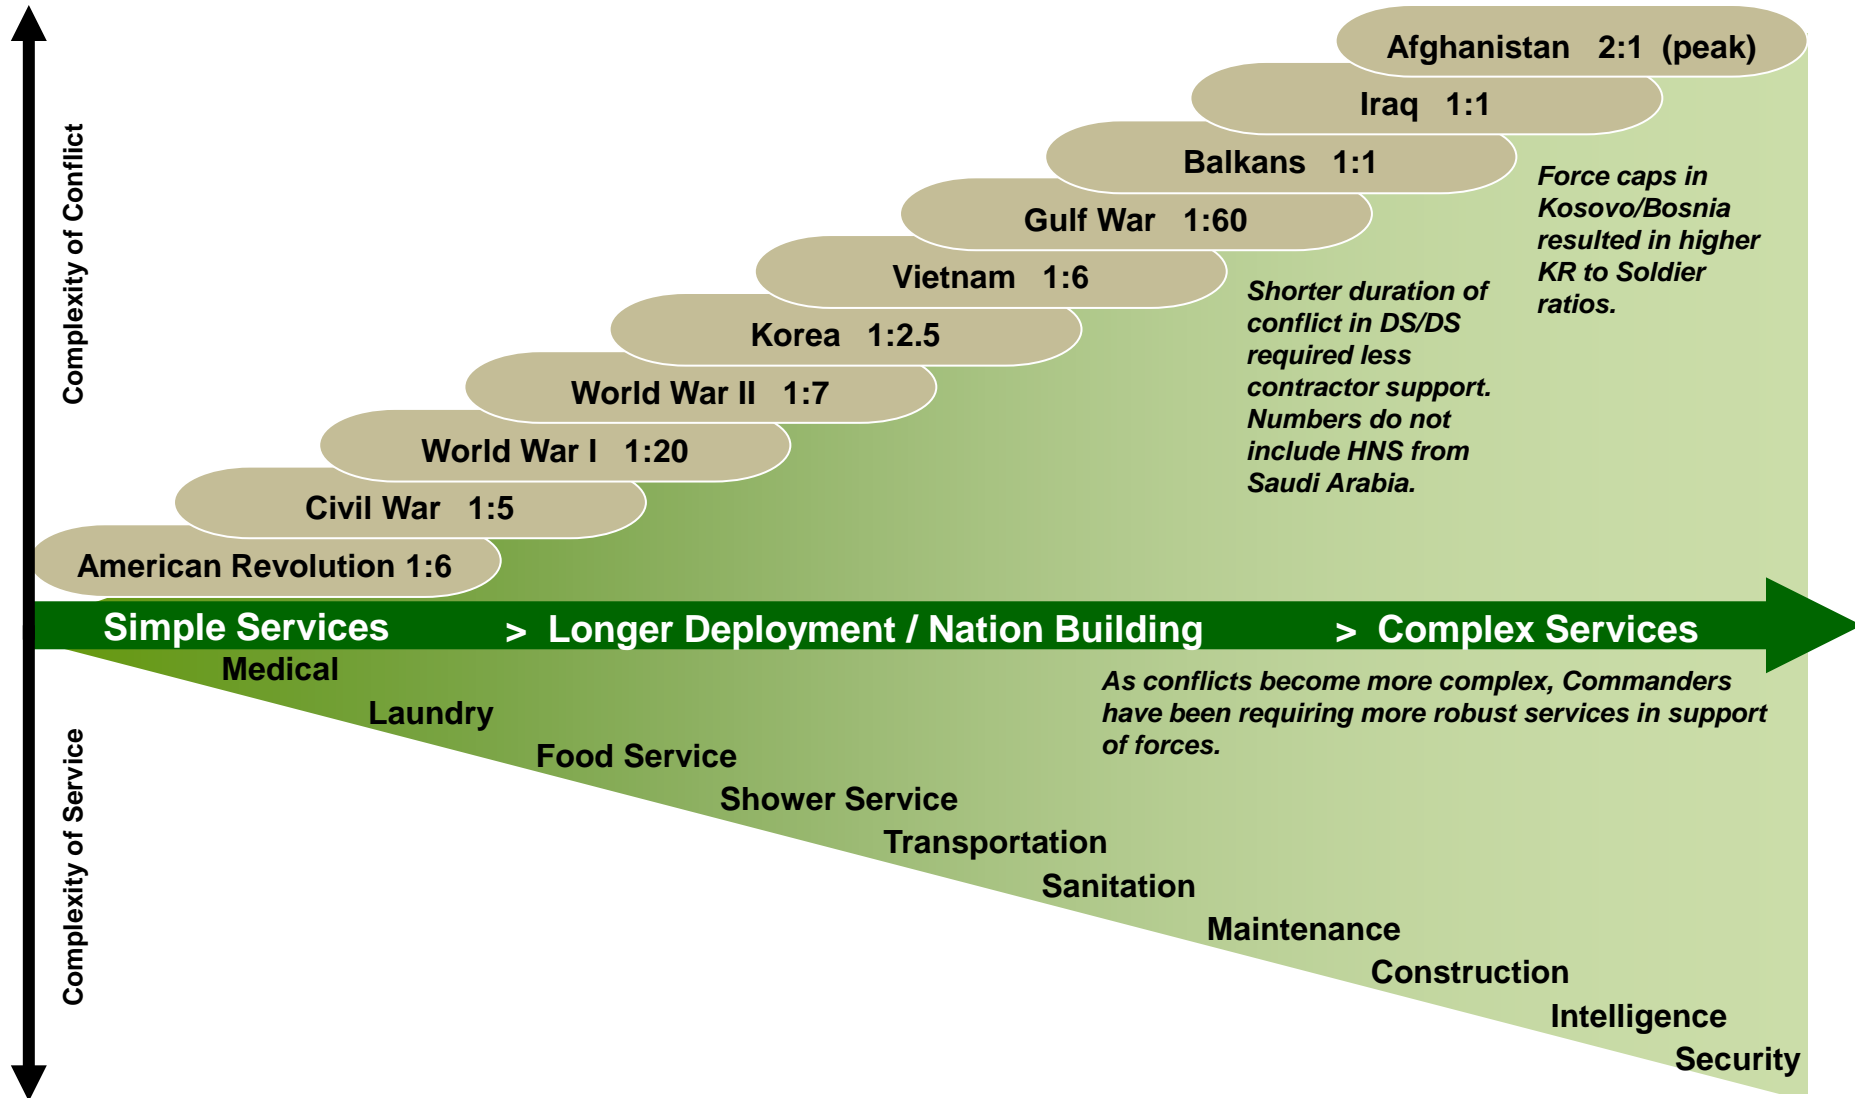 Complexity of Conflict
Afghanistan 2:1 (peak)
Iraq 1:1
Balkans 1:1
Gulf War 1:60
Vietnam 1:6
Korea 1:2.5
World War II 1:7
World War I 1:20
Civil War 1:5
American Revolution 1:6
Force caps in
Kosovo/Bosnia
resulted in higher
KR to Soldier
ratios.
Shorter duration of
conflict in DS/DS
required less
contractor support.
Numbers do not
include HNS from
Saudi Arabia.
Simple Services > Longer Deployment / Nation Building > Complex Services
As conflicts become more complex, Commanders
have been requiring more robust services in support
of forces.
Complexity of Service
Medical
Laundry
Food Service
Shower Service
Transportation
Sanitation
Maintenance
Construction
Intelligence
Security